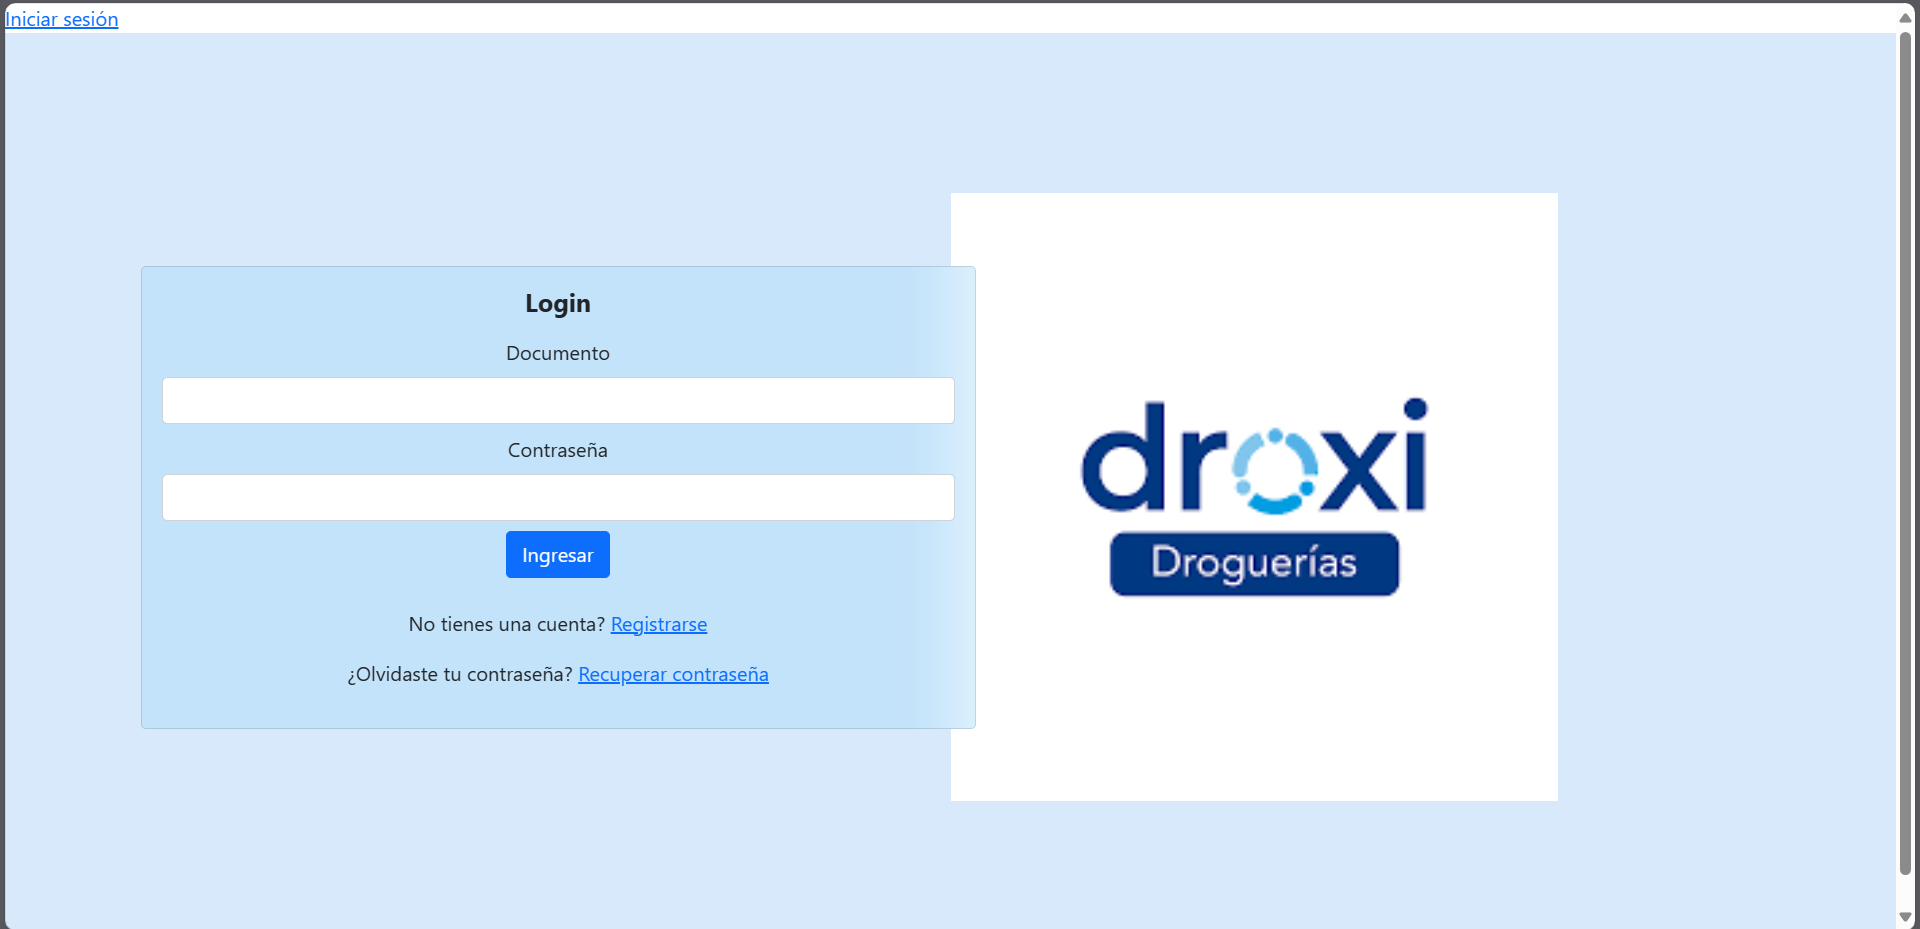 Iniciar sesión
Login
Documento
Contraseña
Ingresar
No tienes una cuenta? Registrarse
¿Olvidaste tu contraseña? Recuperar contraseña
droxi
Droguerías